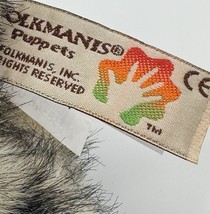 OLKMANIS®
Puppets
FOLKMANIS, INC.
RIGHTS RESERVED
CE
TM